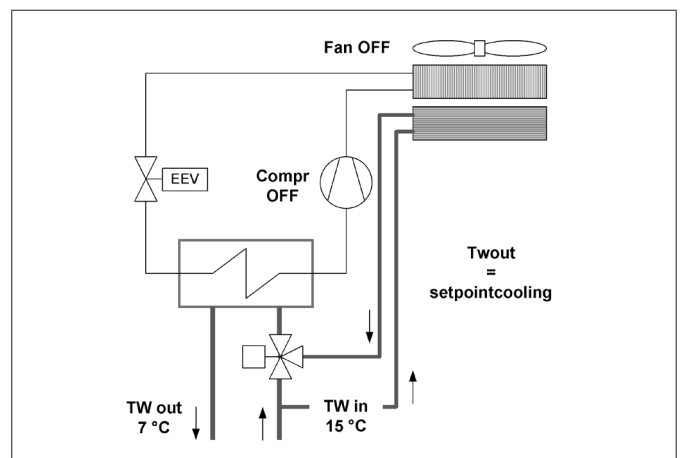 Fan OFF
EEV
Compr
OFF
Twout
=
setpointcooling
TW out
7 °C
TW in
15 °C